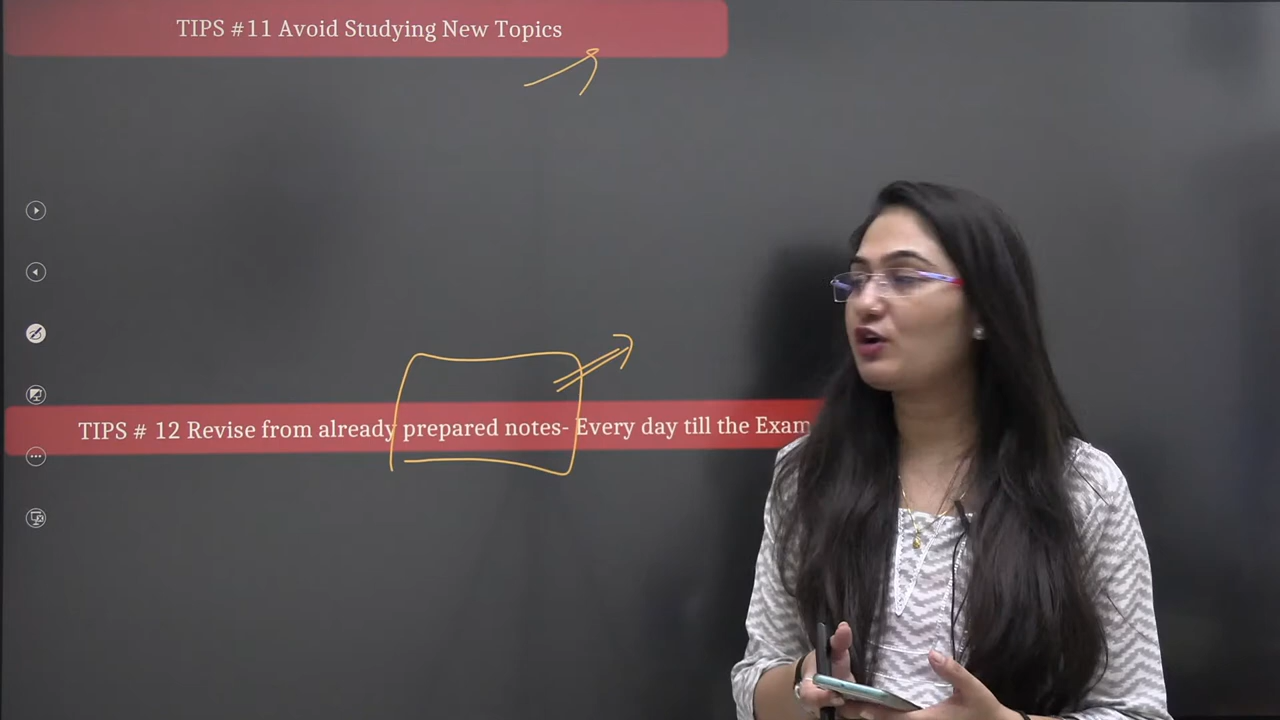 TIPS #11 Avoid Studying New Topics
TIPS # 12 Revise from already prepared notes- Every day till the Exam